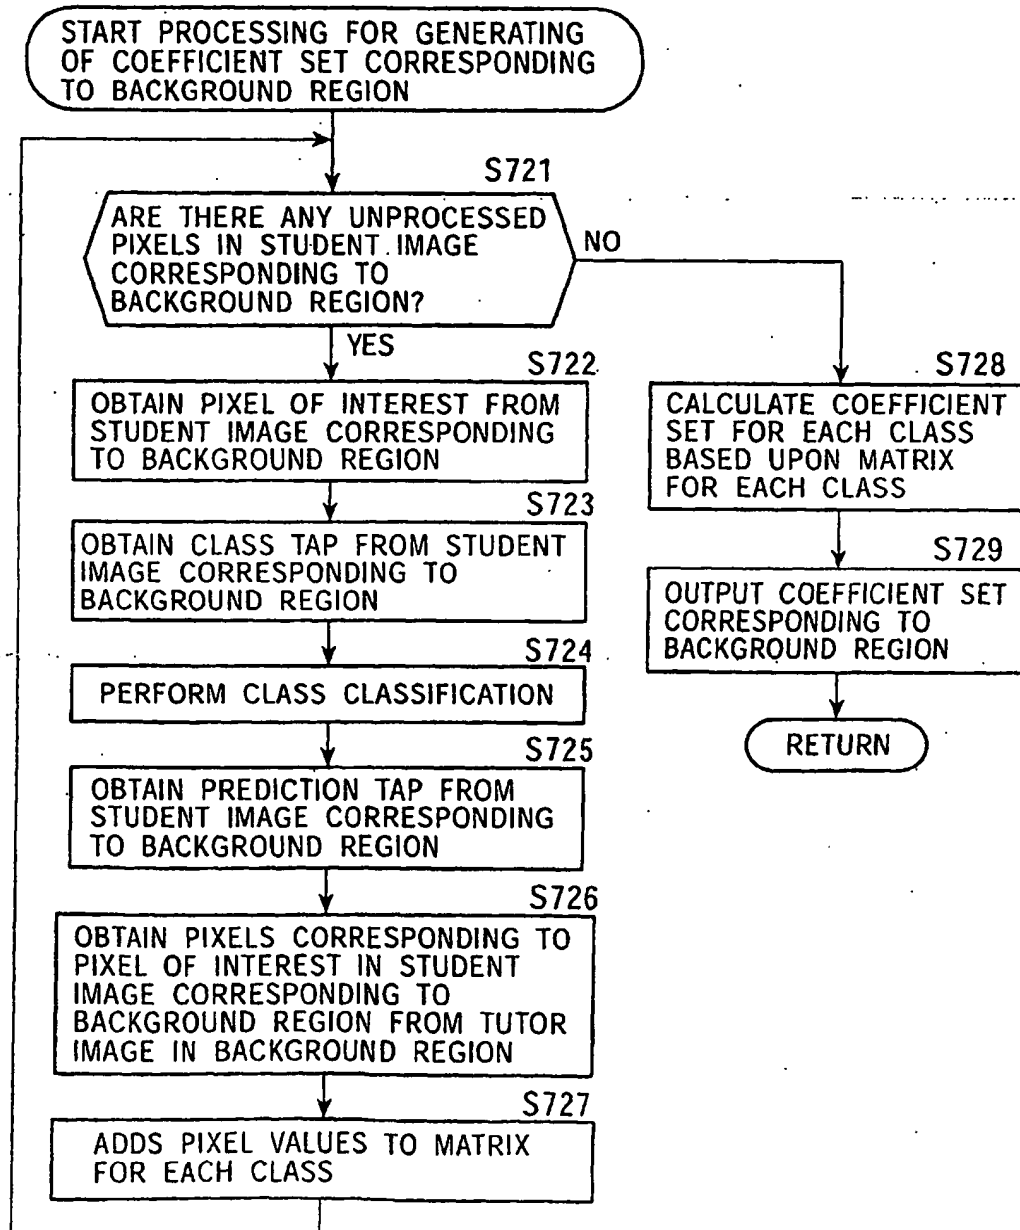 START PROCESSING FOR GENERATING
OF COEFFICIENT SET CORRESPONDING
TO BACKGROUND REGION
S721
ARE THERE ANY UNPROCESSED
PIXELS IN STUDENT IMAGE
CORRESPONDING TO
BACKGROUND REGION?
NO
YES
S722
OBTAIN PIXEL OF INTEREST FROM
STUDENT IMAGE CORRESPONDING
TO BACKGROUND REGION
S723
OBTAIN CLASS TAP FROM STUDENT
IMAGE CORRESPONDING TO
BACKGROUND REGION
S724
PERFORM CLASS CLASSIFICATION
S725
OBTAIN PREDICTION TAP FROM
STUDENT IMAGE CORRESPONDING
TO BACKGROUND REGION
S726
OBTAIN PIXELS CORRESPONDING TO
PIXEL OF INTEREST IN STUDENT
IMAGE CORRESPONDING TO
BACKGROUND REGION FROM TUTOR
IMAGE IN BACKGROUND REGION
S727
ADDS PIXEL VALUES TO MATRIX
FOR EACH CLASS
S728
CALCULATE COEFFICIENT
SET FOR EACH CLASS
BASED UPON MATRIX
FOR EACH CLASS
S729
OUTPUT COEFFICIENT SET
CORRESPONDING TO
BACKGROUND REGION
RETURN